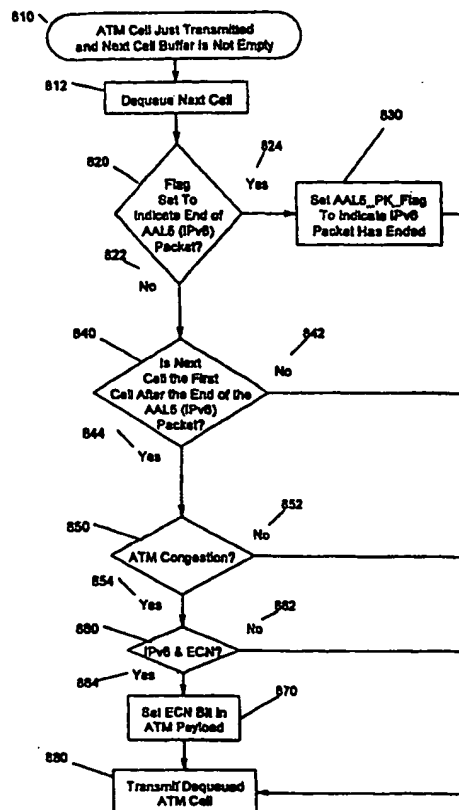 810
ATM Cell Just Transmitted
and Next Cell Buffer is Not Empty
812
Dequeue Next Cell
820
824
830
Flag
Set To
Indicate End of
AAL5 (IPv6)
Packet?
Yes
Set AAL5_PK_Flag
To Indicate IPv6
Packet Has Ended
822
No
840
842
Is Next
Cell the First
Cell After the End of the
AAL5 (IPv6)
Packet?
No
844
Yes
850
852
ATM Congestion?
No
854
Yes
860
862
IPv6 & ECN?
No
864
Yes
870
Set ECN Bit in
ATM Payload
880
Transmit Dequeued
ATM Cell